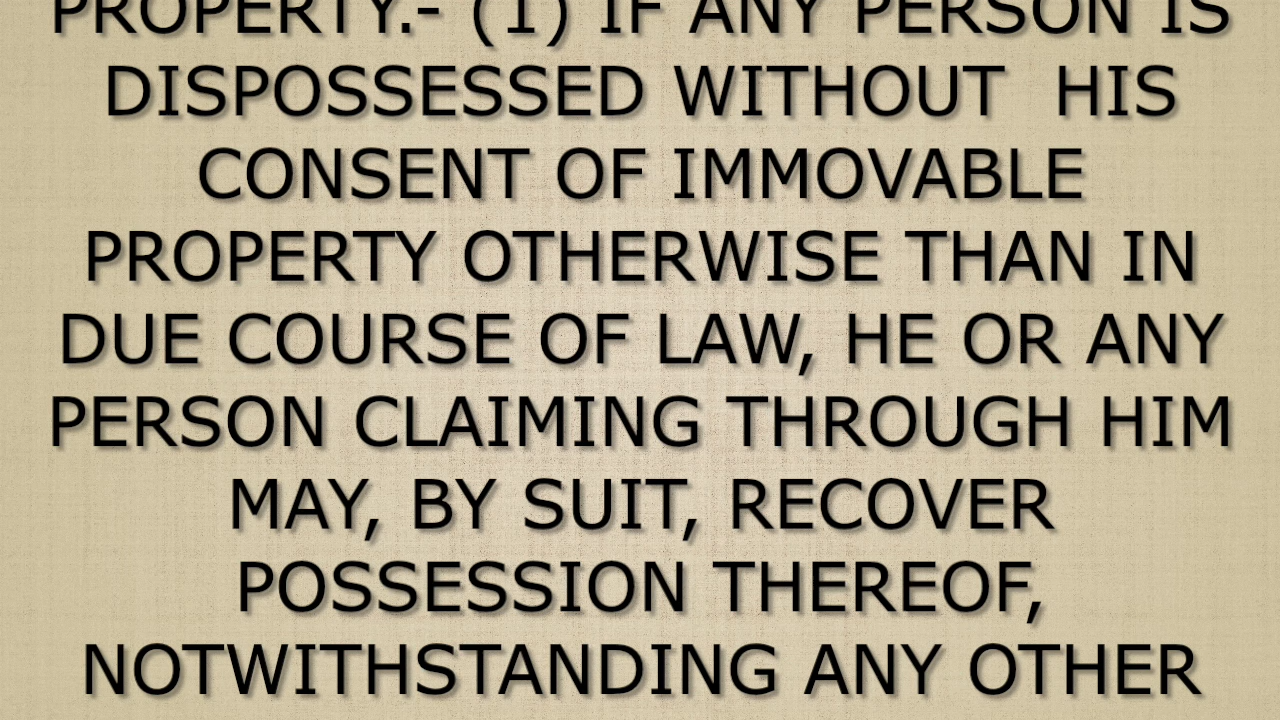 PROPERTY.- (1) IF ANY PERSON IS
DISPOSSESSED WITHOUT  HIS
CONSENT OF IMMOVABLE
PROPERTY OTHERWISE THAN IN
DUE COURSE OF LAW, HE OR ANY
PERSON CLAIMING THROUGH HIM
MAY, BY SUIT, RECOVER
POSSESSION THEREOF,
NOTWITHSTANDING ANY OTHER